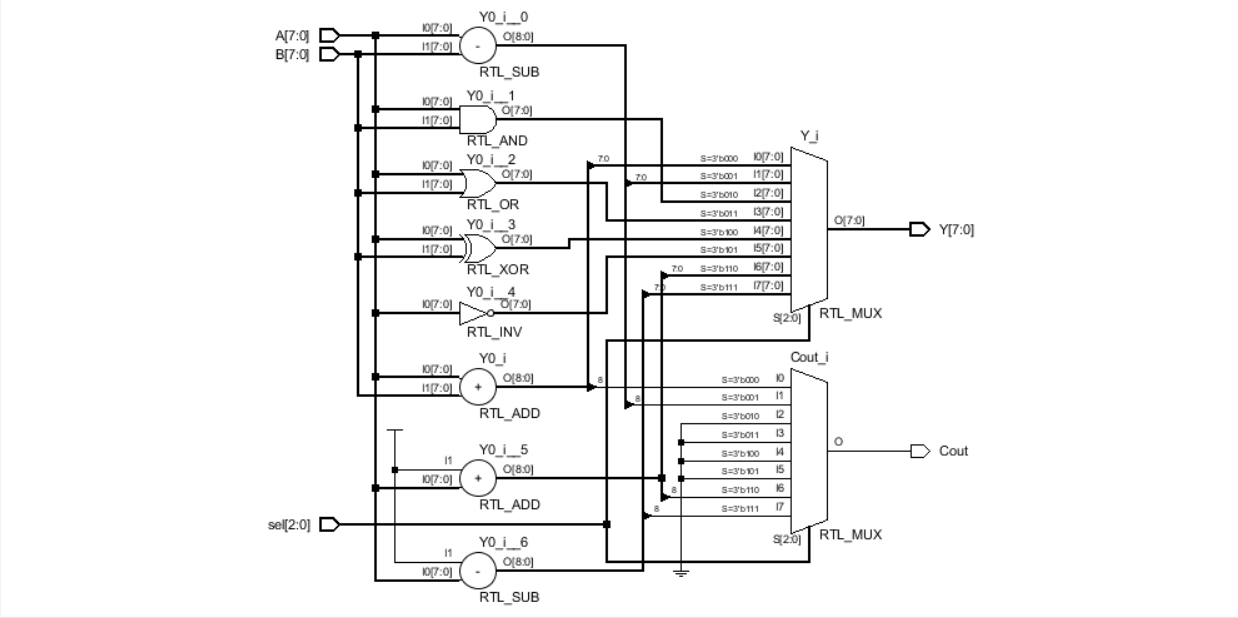 A[7:0]
B[7:0]
Y0_i__0
I0[7:0]
I1[7:0]
-
O[8:0]
RTL_SUB
Y0_i__1
I0[7:0]
I1[7:0]
O[7:0]
RTL_AND
Y0_i__2
I0[7:0]
I1[7:0]
O[7:0]
RTL_OR
Y0_i__3
I0[7:0]
I1[7:0]
O[7:0]
RTL_XOR
Y0_i__4
I0[7:0]
O[7:0]
RTL_INV
Y0_i
I0[7:0]
I1[7:0]
+
O[8:0]
RTL_ADD
Y0_i__5
I1
I0[7:0]
+
O[8:0]
RTL_ADD
sel[2:0]
Y0_i__6
I1
I0[7:0]
-
O[8:0]
RTL_SUB
Y_i
7:0 S=3'b000 I0[7:0]
7:0 S=3'b001 I1[7:0]
S=3'b010 I2[7:0]
S=3'b011 I3[7:0]
S=3'b100 I4[7:0]
S=3'b101 I5[7:0]
7:0 S=3'b110 I6[7:0]
7:0 S=3'b111 I7[7:0]
S[2:0]
O[7:0]
Y[7:0]
RTL_MUX
Cout_i
8 S=3'b000 I0
8 S=3'b001 I1
S=3'b010 I2
S=3'b011 I3
S=3'b100 I4
S=3'b101 I5
8 S=3'b110 I6
8 S=3'b111 I7
S[2:0]
O
Cout
RTL_MUX